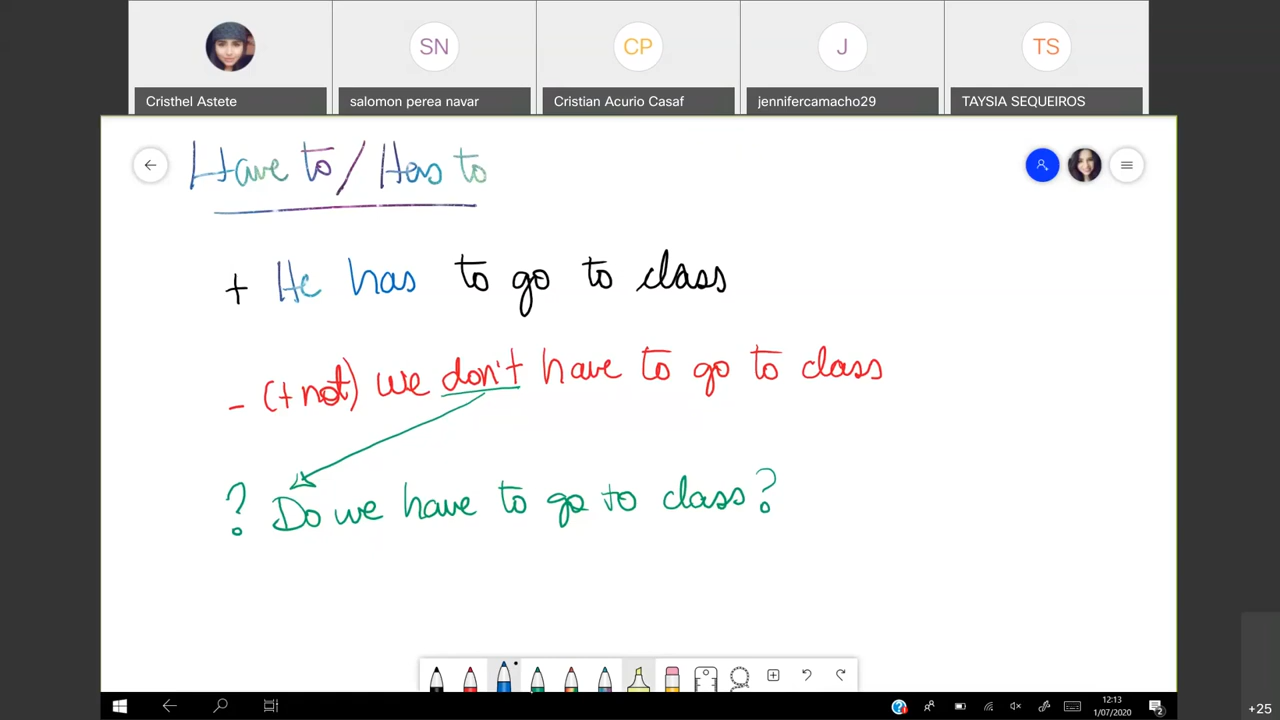 SN
CP
J
TS
Cristhel Astete
salomon perea navar
Cristian Acurio Casaf
jennifercamacho29
TAYSIA SEQUEIROS
Have to / Has to
+ He has to go to class
- (+ not) we don't have to go to class
? Do we have to go to class?
12:13
1/07/2020
2
+25